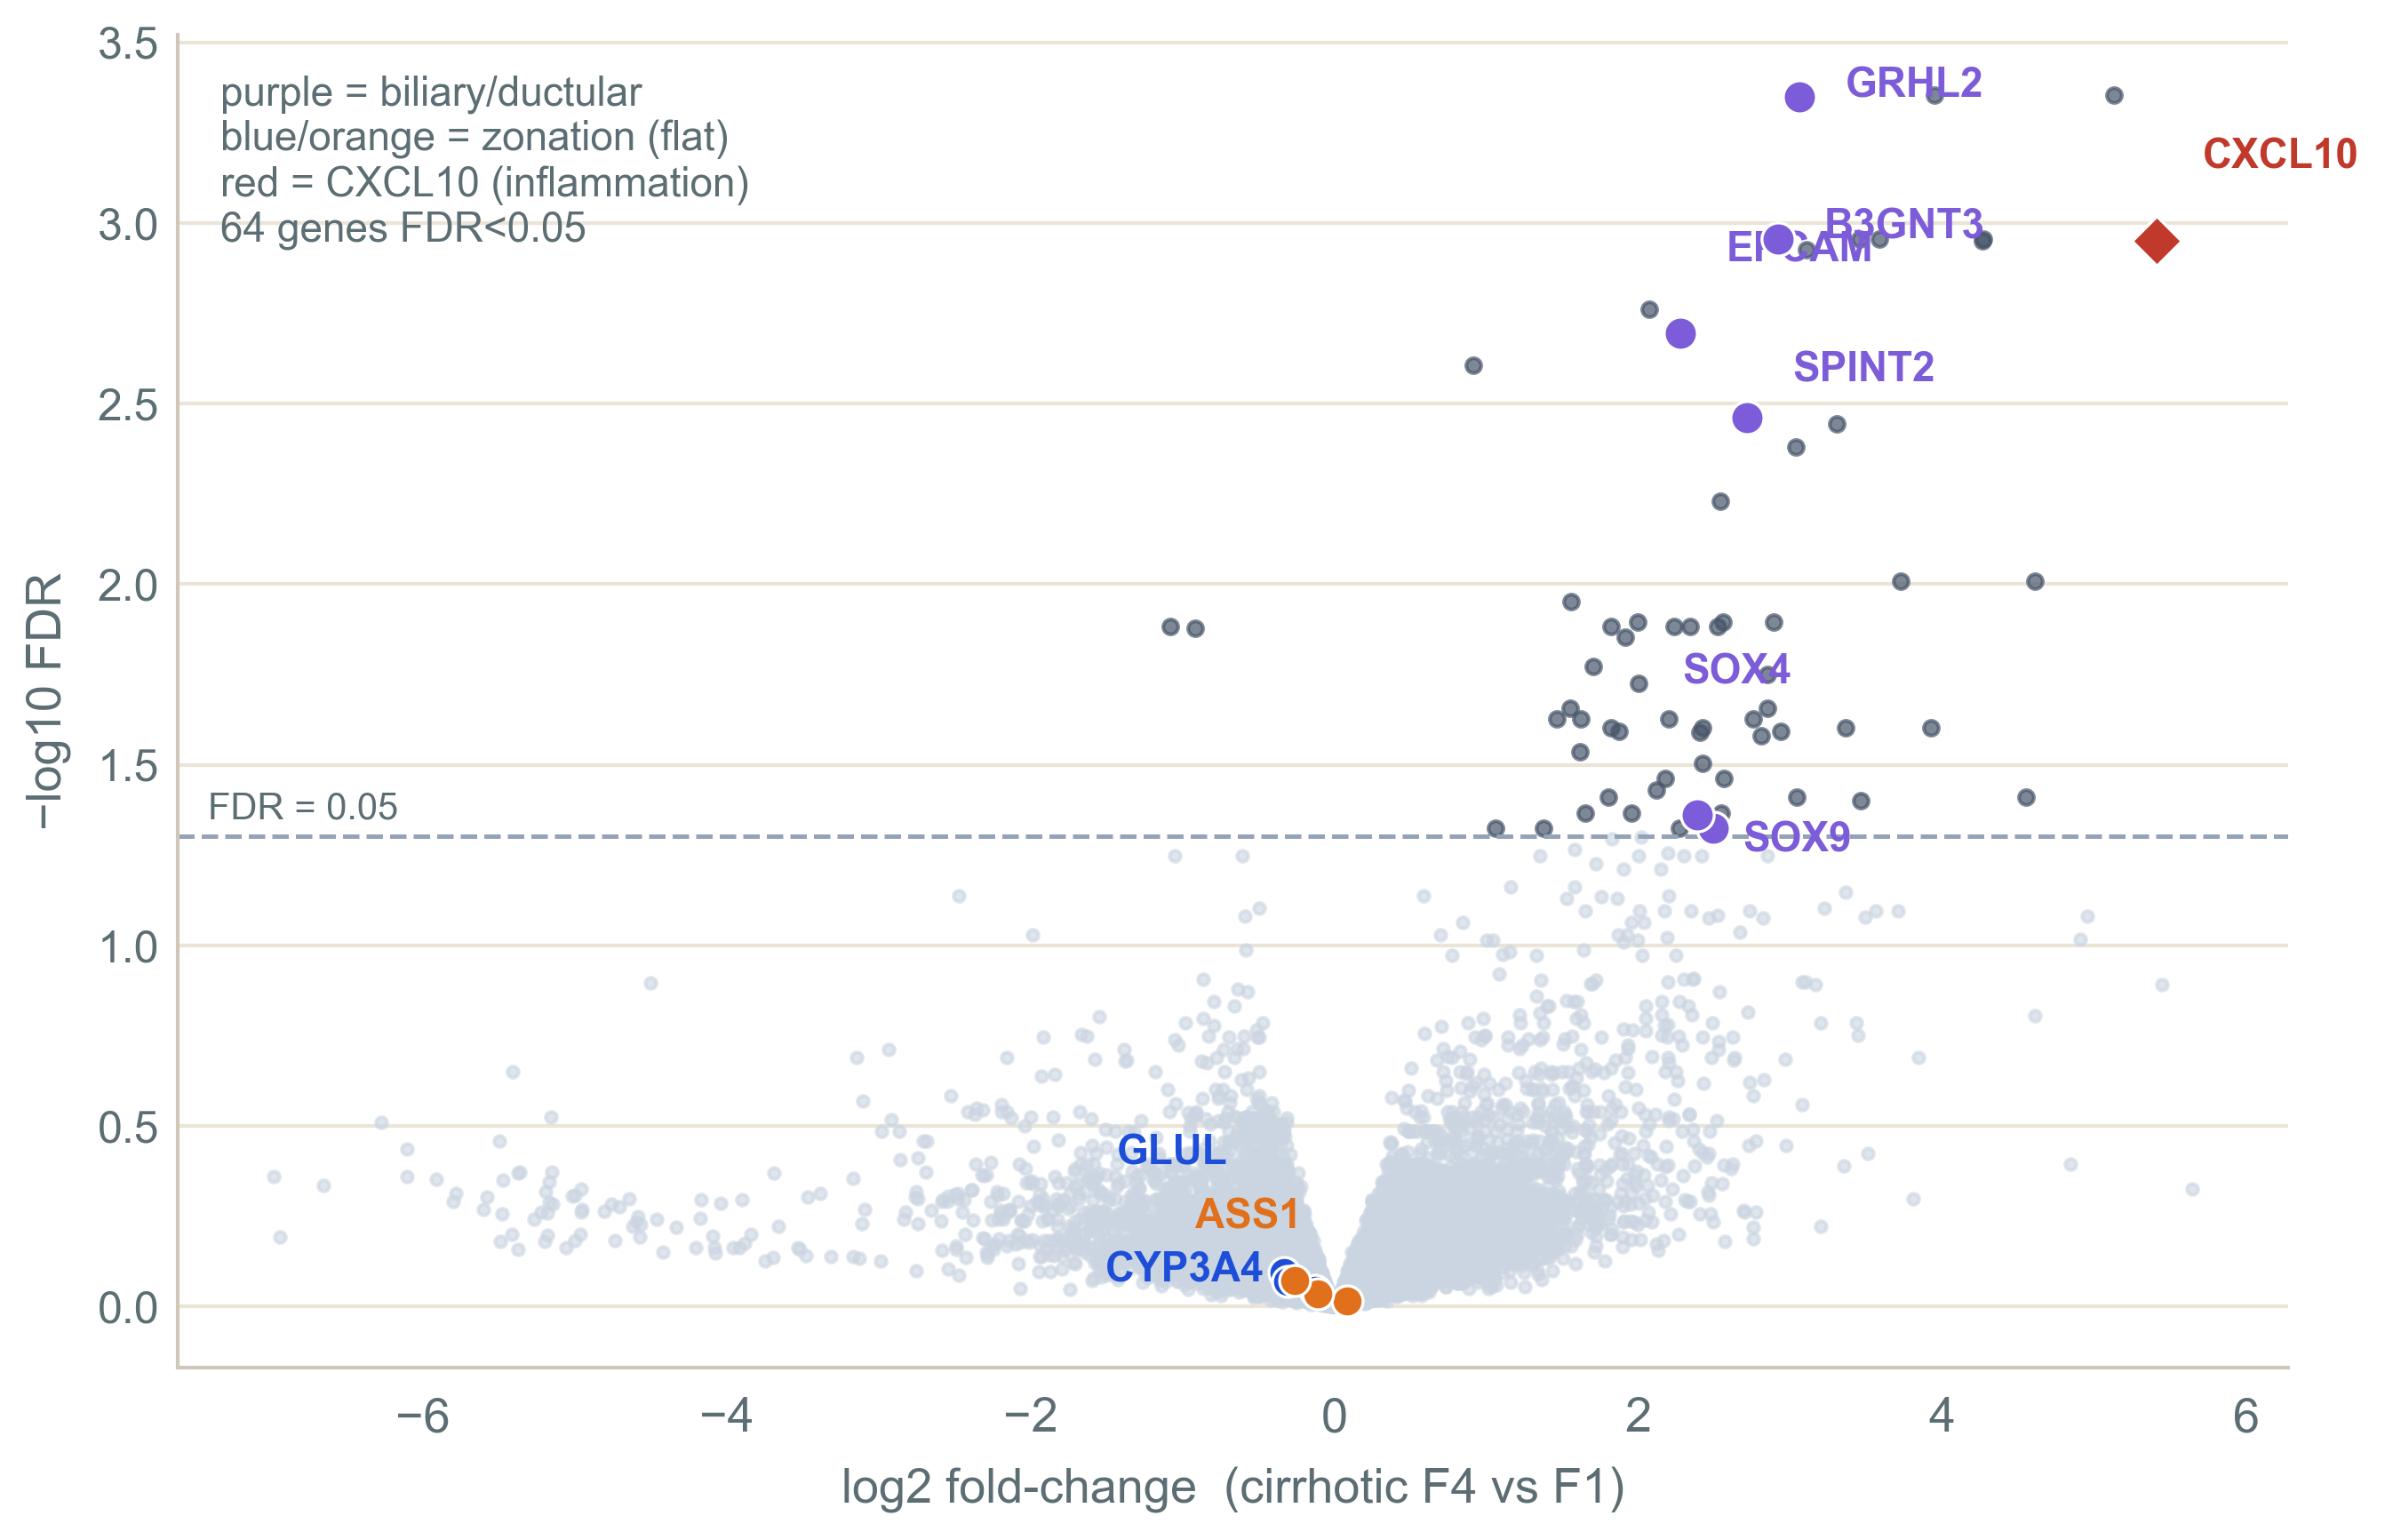 3.5
3.0
2.5
2.0
1.5
1.0
0.5
0.0
−log10 FDR
purple = biliary/ductular
blue/orange = zonation (flat)
red = CXCL10 (inflammation)
64 genes FDR<0.05
GRHL2
CXCL10
B3GNT3
EPCAM
SPINT2
SOX4
FDR = 0.05
SOX9
GLUL
ASS1
CYP3A4
−6 −4 −2 0 2 4 6
log2 fold-change (cirrhotic F4 vs F1)